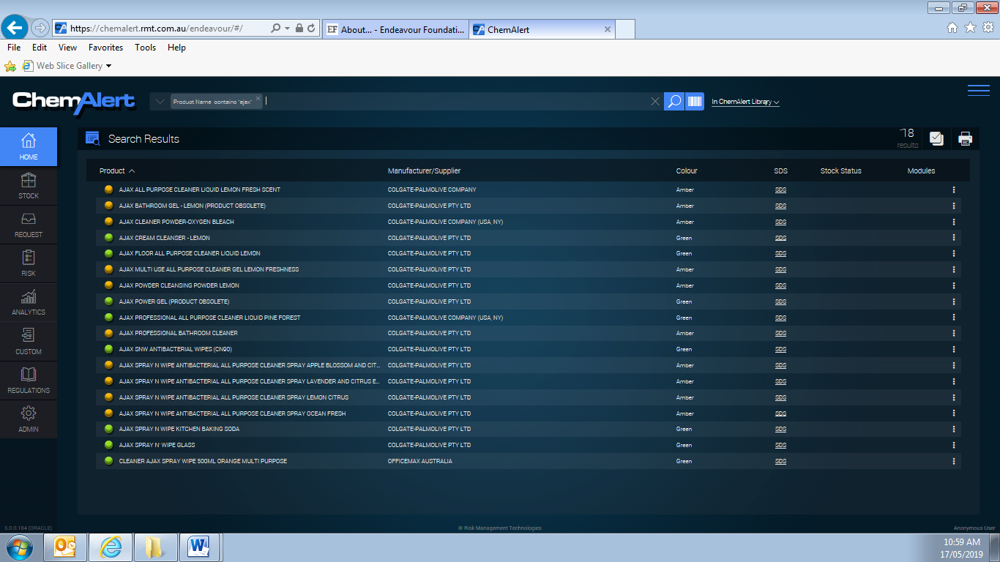 https://chemalert.rmt.com.au/endeavour/#/
EF About... - Endeavour Foundati...
ChemAlert
File Edit View Favorites Tools Help
Web Slice Gallery
ChemAlert
Product Name contains "ajax"
In ChemAlert Library
HOME
STOCK
REQUEST
RISK
ANALYTICS
CUSTOM
REGULATIONS
ADMIN
Search Results
18 results
Product Manufacturer/Supplier Colour SDS Stock Status Modules
AJAX ALL PURPOSE CLEANER LIQUID LEMON FRESH SCENT COLGATE-PALMOLIVE COMPANY Amber SDS
AJAX BATHROOM GEL - LEMON (PRODUCT OBSOLETE) COLGATE-PALMOLIVE PTY LTD Amber SDS
AJAX CLEANER POWDER-OXYGEN BLEACH COLGATE-PALMOLIVE COMPANY (USA, NY) Amber SDS
AJAX CREAM CLEANSER - LEMON COLGATE-PALMOLIVE PTY LTD Green SDS
AJAX FLOOR ALL PURPOSE CLEANER LIQUID LEMON COLGATE-PALMOLIVE PTY LTD Green SDS
AJAX MULTI USE ALL PURPOSE CLEANER GEL LEMON FRESHNESS COLGATE-PALMOLIVE PTY LTD Amber SDS
AJAX POWDER CLEANSING POWDER LEMON COLGATE-PALMOLIVE PTY LTD Amber SDS
AJAX POWER GEL (PRODUCT OBSOLETE) COLGATE-PALMOLIVE PTY LTD Green SDS
AJAX PROFESSIONAL ALL PURPOSE CLEANER LIQUID PINE FOREST COLGATE-PALMOLIVE COMPANY (USA, NY) Green SDS
AJAX PROFESSIONAL BATHROOM CLEANER COLGATE-PALMOLIVE PTY LTD Amber SDS
AJAX SNW ANTIBACTERIAL WIPES (CN90) COLGATE-PALMOLIVE PTY LTD Green SDS
AJAX SPRAY N WIPE ANTIBACTERIAL ALL PURPOSE CLEANER SPRAY APPLE BLOSSOM AND CIT... COLGATE-PALMOLIVE PTY LTD Amber SDS
AJAX SPRAY N WIPE ANTIBACTERIAL ALL PURPOSE CLEANER SPRAY LAVENDER AND CITRUS E... COLGATE-PALMOLIVE PTY LTD Amber SDS
AJAX SPRAY N WIPE ANTIBACTERIAL ALL PURPOSE CLEANER SPRAY LEMON CITRUS COLGATE-PALMOLIVE PTY LTD Amber SDS
AJAX SPRAY N WIPE ANTIBACTERIAL ALL PURPOSE CLEANER SPRAY OCEAN FRESH COLGATE-PALMOLIVE PTY LTD Amber SDS
AJAX SPRAY N WIPE KITCHEN BAKING SODA COLGATE-PALMOLIVE PTY LTD Green SDS
AJAX SPRAY N' WIPE GLASS COLGATE-PALMOLIVE PTY LTD Green SDS
CLEANER AJAX SPRAY WIPE 500ML ORANGE MULTI PURPOSE OFFICEMAX AUSTRALIA Green SDS
5.0.0.184 (ORACLE)
© Risk Management Technologies
Anonymous User
10:59 AM
17/05/2019